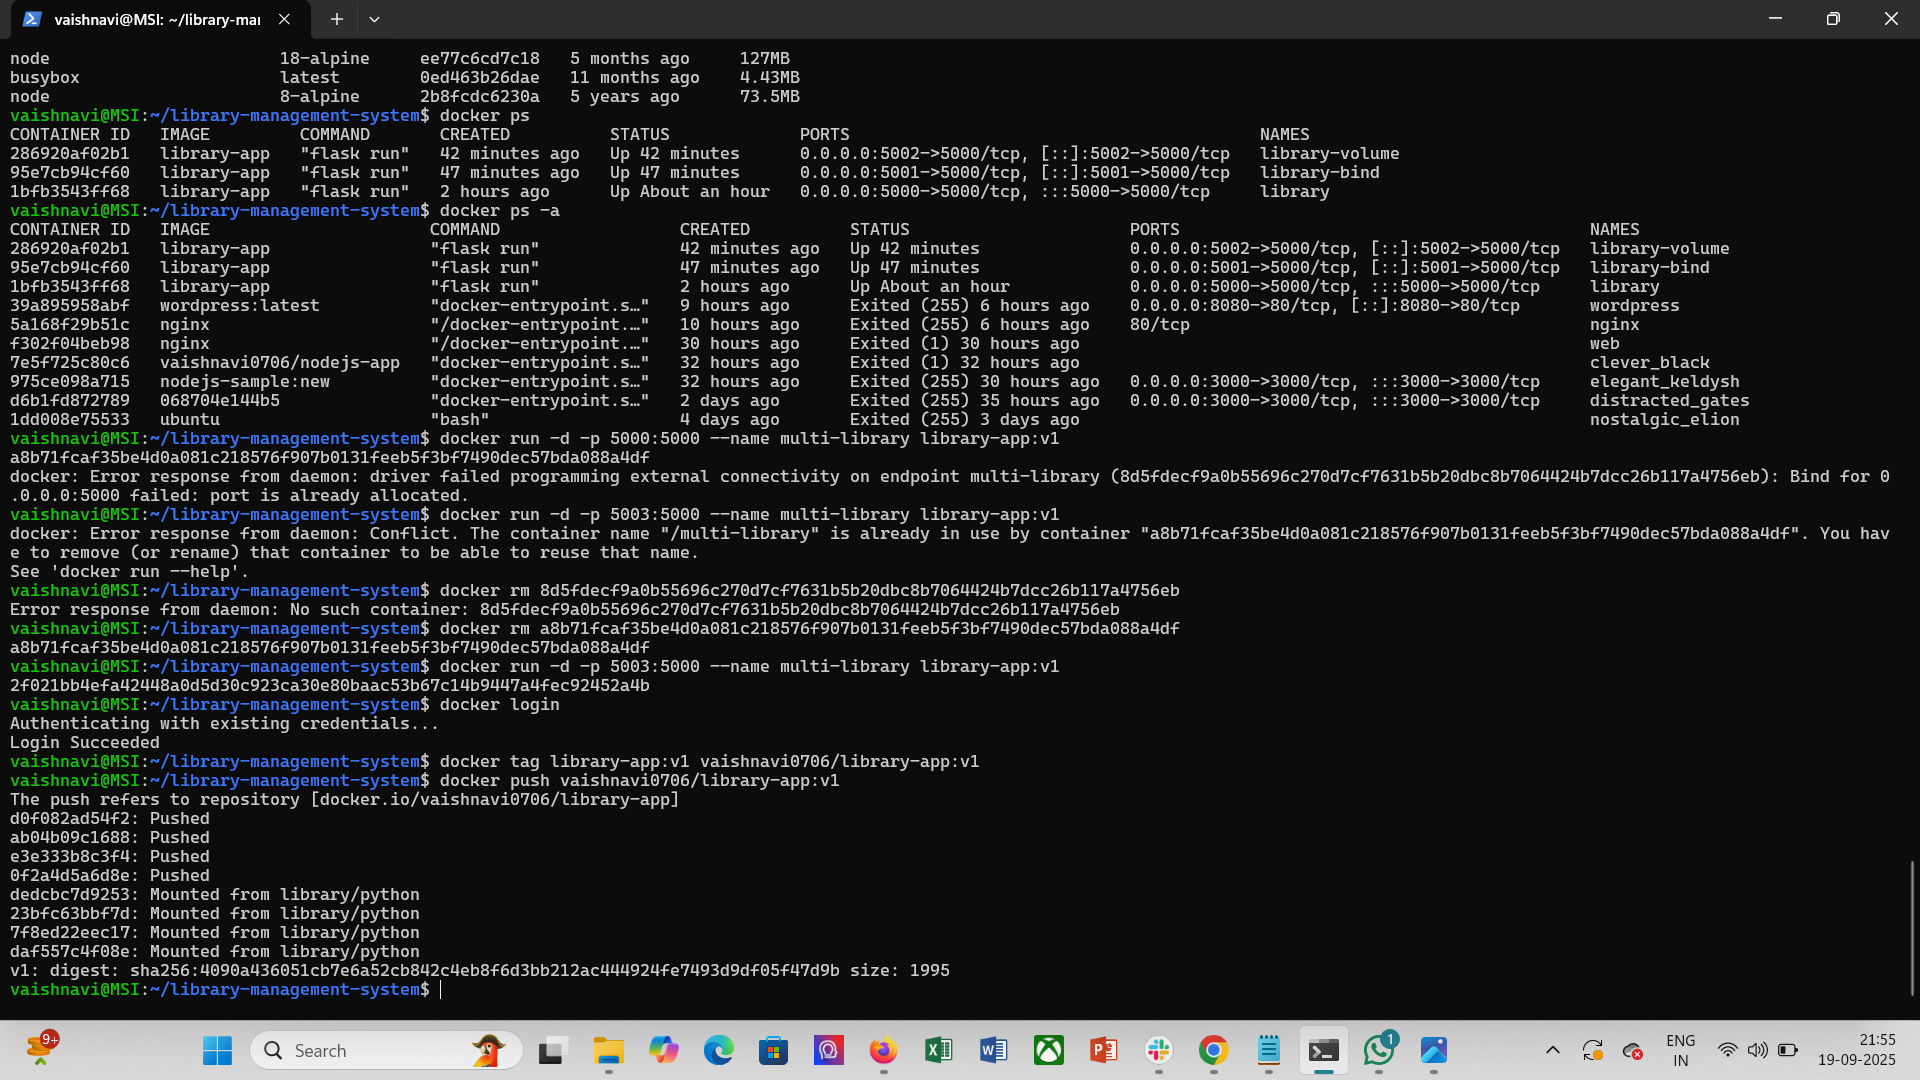 vaishnavi@MSI: ~/library-mar
node                       18-alpine     ee77c6cd7c18   5 months ago     127MB
busybox                    latest        0ed463b26dae   11 months ago    4.43MB
node                       8-alpine      2b8fcdc6230a   5 years ago      73.5MB
vaishnavi@MSI:~/library-management-system$ docker ps
CONTAINER ID   IMAGE         COMMAND       CREATED          STATUS             PORTS                                         NAMES
286920af02b1   library-app   "flask run"   42 minutes ago   Up 42 minutes      0.0.0.0:5002->5000/tcp, [::]:5002->5000/tcp   library-volume
95e7cb94cf60   library-app   "flask run"   47 minutes ago   Up 47 minutes      0.0.0.0:5001->5000/tcp, [::]:5001->5000/tcp   library-bind
1bfb3543ff68   library-app   "flask run"   2 hours ago      Up About an hour   0.0.0.0:5000->5000/tcp, :::5000->5000/tcp     library
vaishnavi@MSI:~/library-management-system$ docker ps -a
CONTAINER ID   IMAGE                      COMMAND                  CREATED          STATUS                      PORTS                                         NAMES
286920af02b1   library-app                "flask run"              42 minutes ago   Up 42 minutes               0.0.0.0:5002->5000/tcp, [::]:5002->5000/tcp   library-volume
95e7cb94cf60   library-app                "flask run"              47 minutes ago   Up 47 minutes               0.0.0.0:5001->5000/tcp, [::]:5001->5000/tcp   library-bind
1bfb3543ff68   library-app                "flask run"              2 hours ago      Up About an hour            0.0.0.0:5000->5000/tcp, :::5000->5000/tcp     library
39a895958abf   wordpress:latest           "docker-entrypoint.s…"   9 hours ago      Exited (255) 6 hours ago    0.0.0.0:8080->80/tcp, [::]:8080->80/tcp       wordpress
5a168f29b51c   nginx                      "/docker-entrypoint.…"   10 hours ago     Exited (255) 6 hours ago    80/tcp                                        nginx
f302f04beb98   nginx                      "/docker-entrypoint.…"   30 hours ago     Exited (1) 30 hours ago                                                   web
7e5f725c80c6   vaishnavi0706/nodejs-app   "docker-entrypoint.s…"   32 hours ago     Exited (1) 32 hours ago                                                   clever_black
975ce098a715   nodejs-sample:new          "docker-entrypoint.s…"   32 hours ago     Exited (255) 30 hours ago   0.0.0.0:3000->3000/tcp, :::3000->3000/tcp     elegant_keldysh
d6b1fd872789   068704e144b5               "docker-entrypoint.s…"   2 days ago       Exited (255) 35 hours ago   0.0.0.0:3000->3000/tcp, :::3000->3000/tcp     distracted_gates
1dd008e75533   ubuntu                     "bash"                   4 days ago       Exited (255) 3 days ago                                                   nostalgic_elion
vaishnavi@MSI:~/library-management-system$ docker run -d -p 5000:5000 --name multi-library library-app:v1
a8b71fcaf35be4d0a081c218576f907b0131feeb5f3bf7490dec57bda088a4df
docker: Error response from daemon: driver failed programming external connectivity on endpoint multi-library (8d5fdecf9a0b55696c270d7cf7631b5b20dbc8b7064424b7dcc26b117a4756eb): Bind for 0
.0.0.0:5000 failed: port is already allocated.
vaishnavi@MSI:~/library-management-system$ docker run -d -p 5003:5000 --name multi-library library-app:v1
docker: Error response from daemon: Conflict. The container name "/multi-library" is already in use by container "a8b71fcaf35be4d0a081c218576f907b0131feeb5f3bf7490dec57bda088a4df". You hav
e to remove (or rename) that container to be able to reuse that name.
See 'docker run --help'.
vaishnavi@MSI:~/library-management-system$ docker rm 8d5fdecf9a0b55696c270d7cf7631b5b20dbc8b7064424b7dcc26b117a4756eb
Error response from daemon: No such container: 8d5fdecf9a0b55696c270d7cf7631b5b20dbc8b7064424b7dcc26b117a4756eb
vaishnavi@MSI:~/library-management-system$ docker rm a8b71fcaf35be4d0a081c218576f907b0131feeb5f3bf7490dec57bda088a4df
a8b71fcaf35be4d0a081c218576f907b0131feeb5f3bf7490dec57bda088a4df
vaishnavi@MSI:~/library-management-system$ docker run -d -p 5003:5000 --name multi-library library-app:v1
2f021bb4efa42448a0d5d30c923ca30e80baac53b67c14b9447a4fec92452a4b
vaishnavi@MSI:~/library-management-system$ docker login
Authenticating with existing credentials...
Login Succeeded
vaishnavi@MSI:~/library-management-system$ docker tag library-app:v1 vaishnavi0706/library-app:v1
vaishnavi@MSI:~/library-management-system$ docker push vaishnavi0706/library-app:v1
The push refers to repository [docker.io/vaishnavi0706/library-app]
d0f082ad54f2: Pushed
ab04b09c1688: Pushed
e3e333b8c3f4: Pushed
0f2a4d5a6d8e: Pushed
dedcbc7d9253: Mounted from library/python
23bfc63bbf7d: Mounted from library/python
7f8ed22eec17: Mounted from library/python
daf557c4f08e: Mounted from library/python
v1: digest: sha256:4090a436051cb7e6a52cb842c4eb8f6d3bb212ac444924fe7493d9df05f47d9b size: 1995
vaishnavi@MSI:~/library-management-system$
9+
Search
1
ENG
IN
21:55
19-09-2025